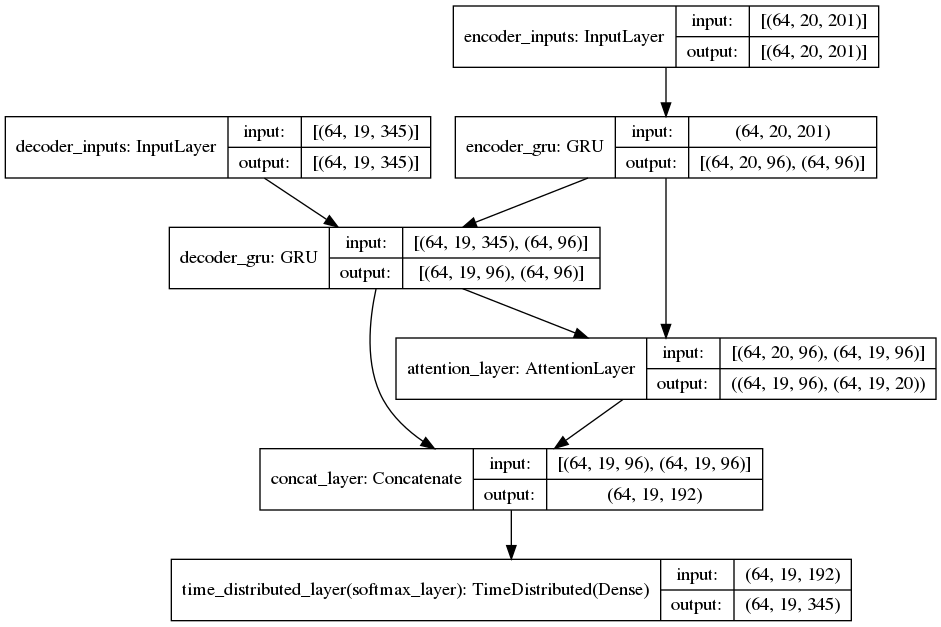 encoder_inputs: InputLayer
input:
[(64, 20, 201)]
output:
[(64, 20, 201)]
decoder_inputs: InputLayer
input:
[(64, 19, 345)]
output:
[(64, 19, 345)]
encoder_gru: GRU
input:
(64, 20, 201)
output:
[(64, 20, 96), (64, 96)]
decoder_gru: GRU
input:
[(64, 19, 345), (64, 96)]
output:
[(64, 19, 96), (64, 96)]
attention_layer: AttentionLayer
input:
[(64, 20, 96), (64, 19, 96)]
output:
((64, 19, 96), (64, 19, 20))
concat_layer: Concatenate
input:
[(64, 19, 96), (64, 19, 96)]
output:
(64, 19, 192)
time_distributed_layer(softmax_layer): TimeDistributed(Dense)
input:
(64, 19, 192)
output:
(64, 19, 345)